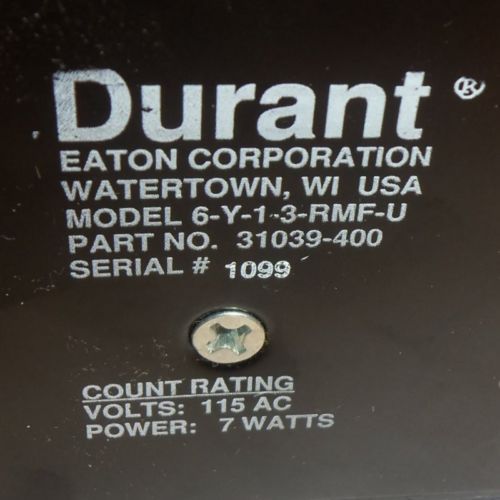 Durant ®
EATON CORPORATION
WATERTOWN, WI USA
MODEL 6-Y-1-3-RMF-U
PART NO. 31039-400
SERIAL # 1099
COUNT RATING
VOLTS: 115 AC
POWER: 7 WATTS